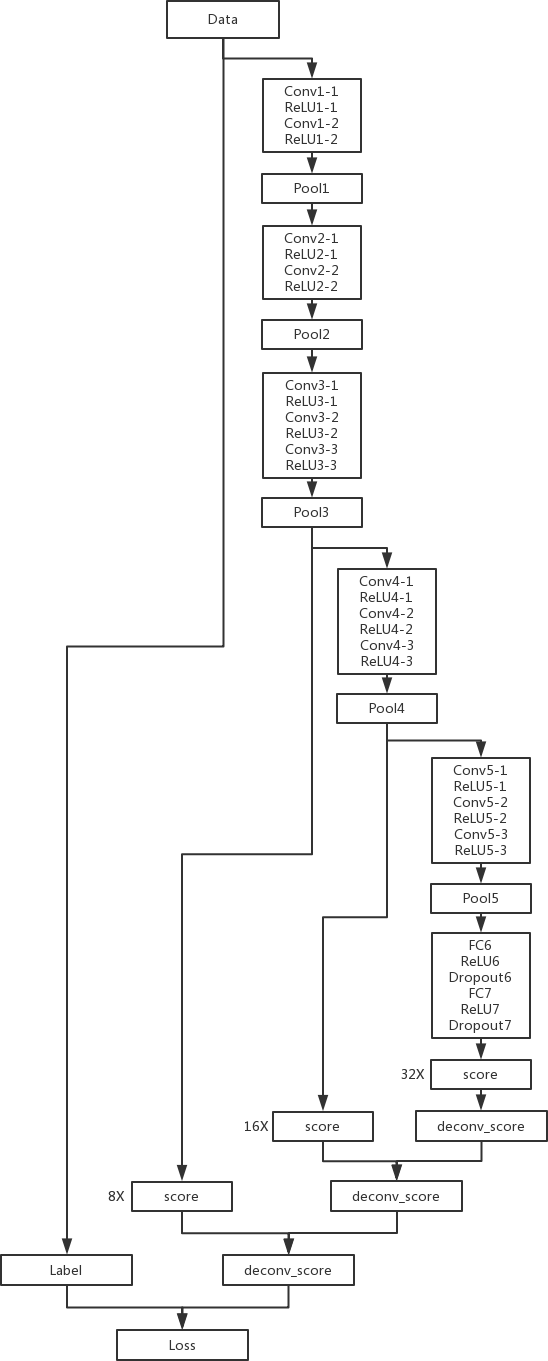 Data
Conv1-1
ReLU1-1
Conv1-2
ReLU1-2
Pool1
Conv2-1
ReLU2-1
Conv2-2
ReLU2-2
Pool2
Conv3-1
ReLU3-1
Conv3-2
ReLU3-2
Conv3-3
ReLU3-3
Pool3
Conv4-1
ReLU4-1
Conv4-2
ReLU4-2
Conv4-3
ReLU4-3
Pool4
Conv5-1
ReLU5-1
Conv5-2
ReLU5-2
Conv5-3
ReLU5-3
Pool5
FC6
ReLU6
Dropout6
FC7
ReLU7
Dropout7
32X score
16X score
deconv_score
8X score
deconv_score
Label
deconv_score
Loss